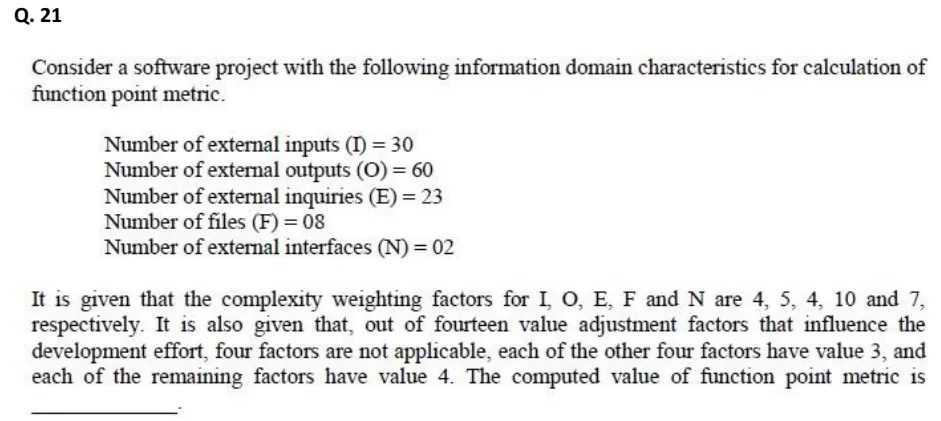 Q. 21
Consider a software project with the following information domain characteristics for calculation of
function point metric.
Number of external inputs (I) = 30
Number of external outputs (O) = 60
Number of external inquiries (E) = 23
Number of files (F) = 08
Number of external interfaces (N) = 02
It is given that the complexity weighting factors for I, O, E, F and N are 4, 5, 4, 10 and 7,
respectively. It is also given that, out of fourteen value adjustment factors that influence the
development effort, four factors are not applicable, each of the other four factors have value 3, and
each of the remaining factors have value 4. The computed value of function point metric is
____________.